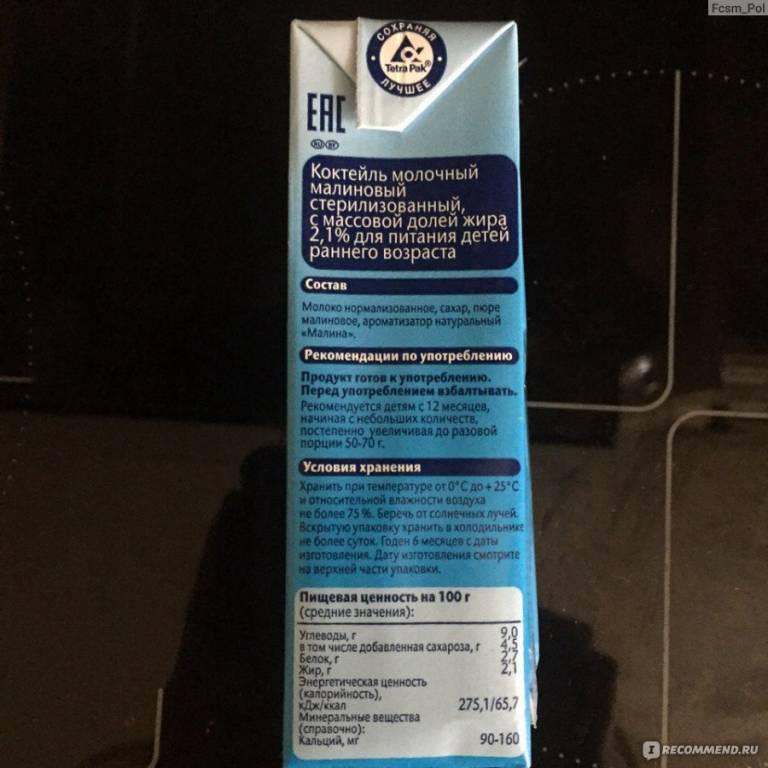 Fcsm_Pol
СОХРАНЯЯ
Tetra Pak®
ЛУЧШЕЕ
EAC
RU BY
Коктейль молочный
малиновый
стерилизованный,
с массовой долей жира
2,1% для питания детей
раннего возраста
Состав
Молоко нормализованное, сахар, пюре
малиновое, ароматизатор натуральный
«Малина».
Рекомендации по употреблению
Продукт готов к употреблению.
Перед употреблением взбалтывать.
Рекомендуется детям с 12 месяцев,
начиная с небольших количеств,
постепенно увеличивая до разовой
порции 50-70 г.
Условия хранения
Хранить при температуре от 0°С до +25°С
и относительной влажности воздуха
не более 75 %. Беречь от солнечных лучей.
Вскрытую упаковку хранить в холодильнике
не более суток. Годен 6 месяцев с даты
изготовления. Дату изготовления смотрите
на верхней части упаковки.
Пищевая ценность на 100 г
(средние значения):
Углеводы, г 9,0
в том числе добавленная сахароза, г 4,5
Белок, г 2,7
Жир, г 2,1
Энергетическая ценность
(калорийность),
кДж/ккал 275,1/65,7
Минеральные вещества
(справочно):
Кальций, мг 90-160
I RECOMMEND.RU